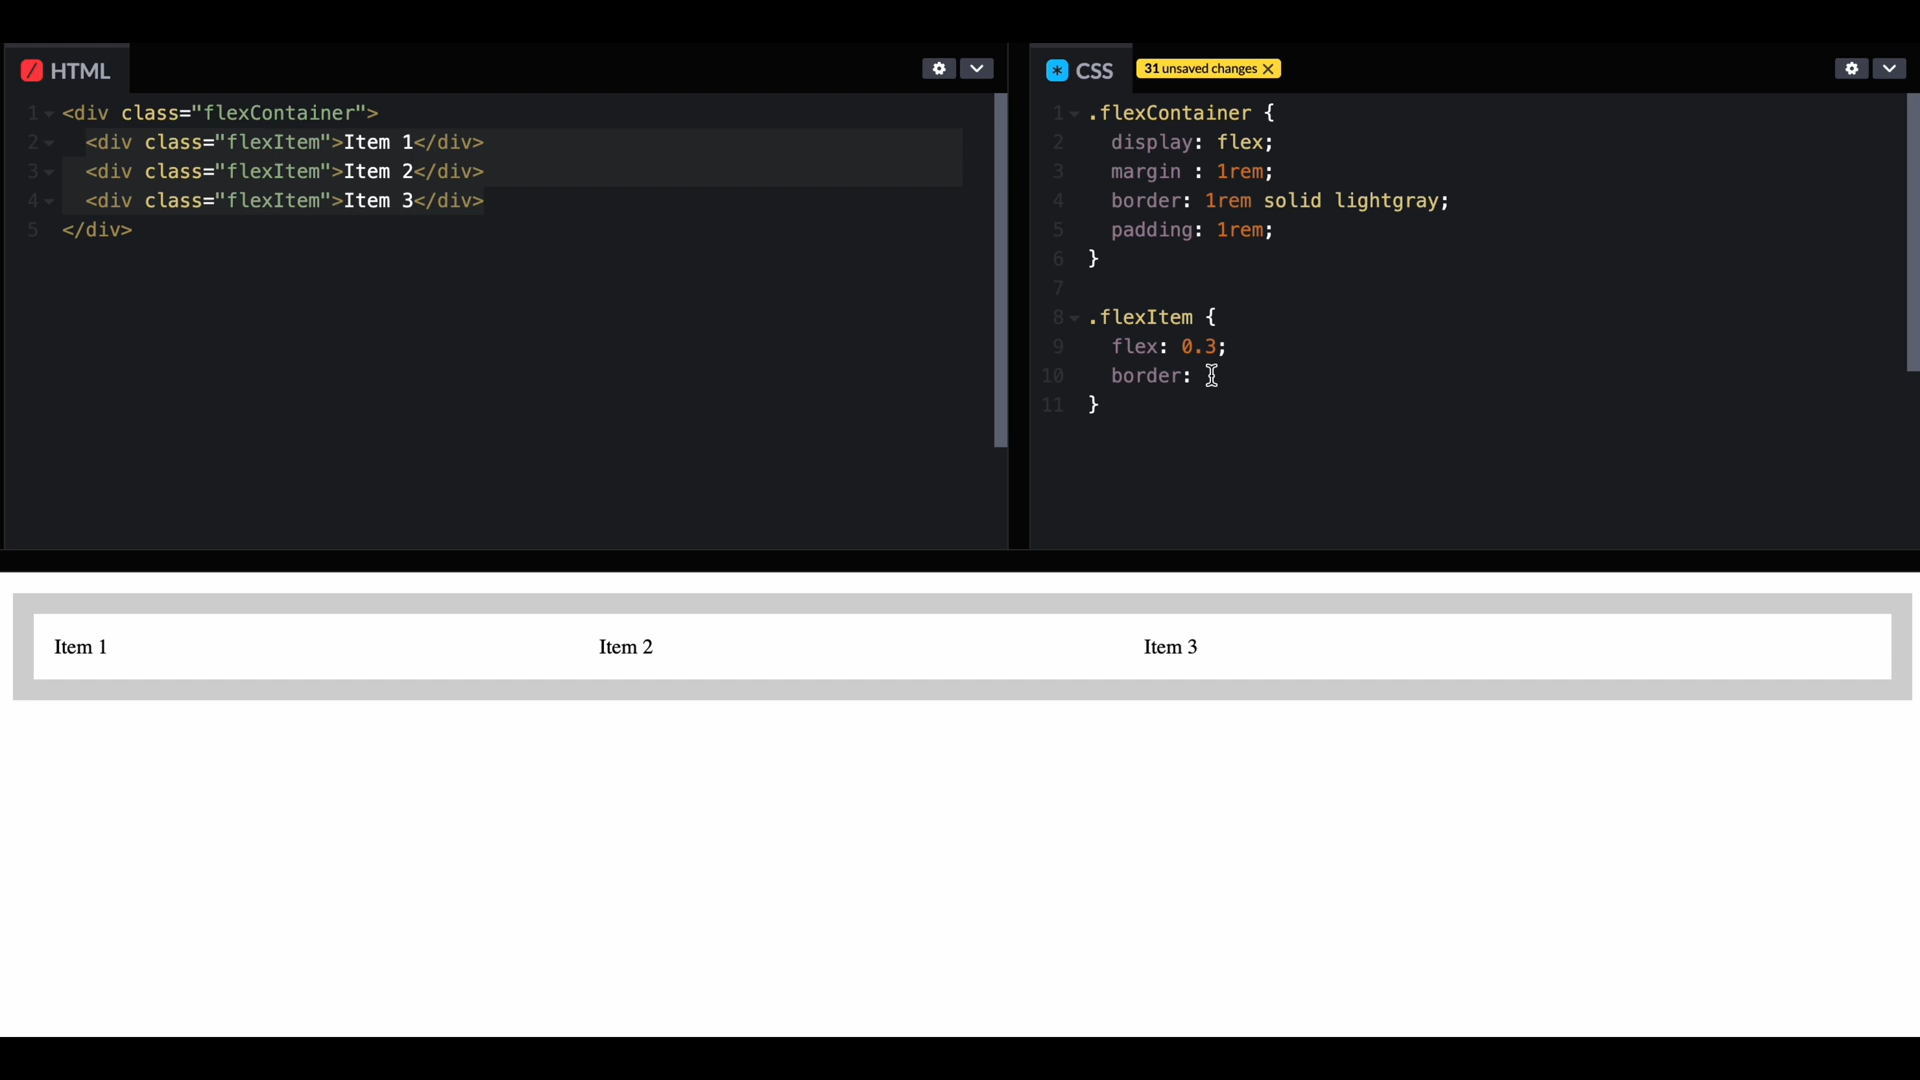 HTML
1 <div class="flexContainer">
2 <div class="flexItem">Item 1</div>
3 <div class="flexItem">Item 2</div>
4 <div class="flexItem">Item 3</div>
5 </div>
CSS 31 unsaved changes X
1 .flexContainer {
2 display: flex;
3 margin : 1rem;
4 border: 1rem solid lightgray;
5 padding: 1rem;
6 }
7
8 .flexItem {
9 flex: 0.3;
10 border:
11 }
Item 1 Item 2 Item 3